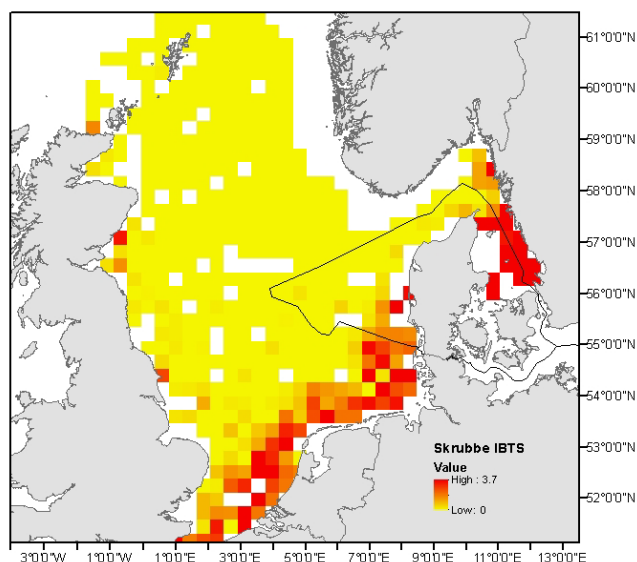 61°0'0"N
60°0'0"N
59°0'0"N
58°0'0"N
57°0'0"N
56°0'0"N
55°0'0"N
54°0'0"N
53°0'0"N
52°0'0"N
Skrubbe IBTS
Value
High : 3.7
Low: 0
3°0'0"W 1°0'0"W 1°0'0"E 3°0'0"E 5°0'0"E 7°0'0"E 9°0'0"E 11°0'0"E 13°0'0"E